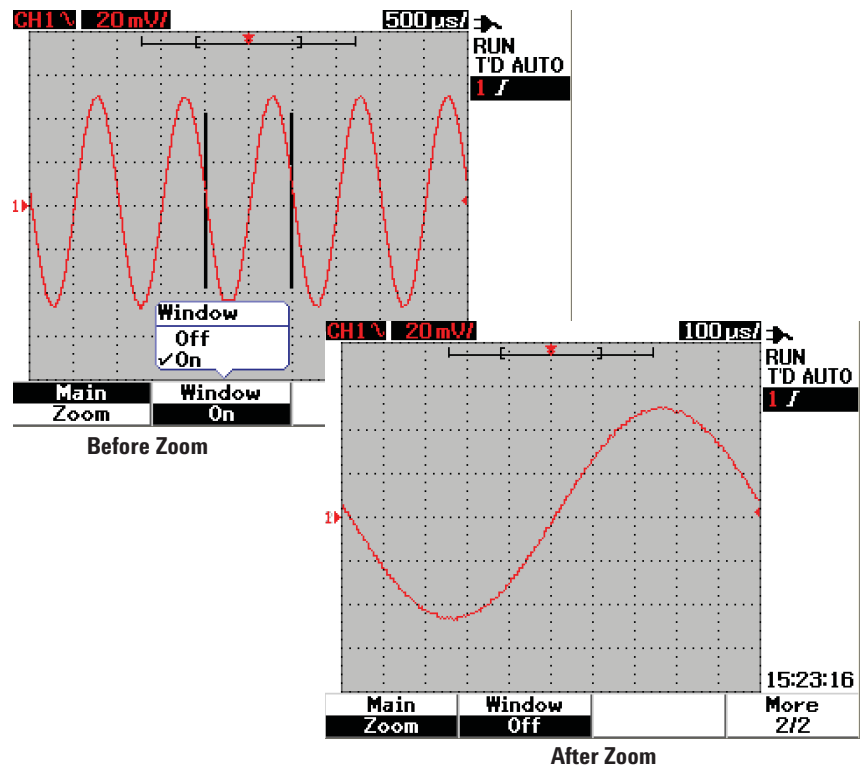 CH1 ∿ 20 mV/ 500 µs/
RUN
T'D AUTO
1
1
Window
Off
✓On
Main Window
Zoom On
Before Zoom
CH1 ∿ 20 mV/ 100 µs/
RUN
T'D AUTO
1
1
15:23:16
Main Window More
Zoom Off 2/2
After Zoom